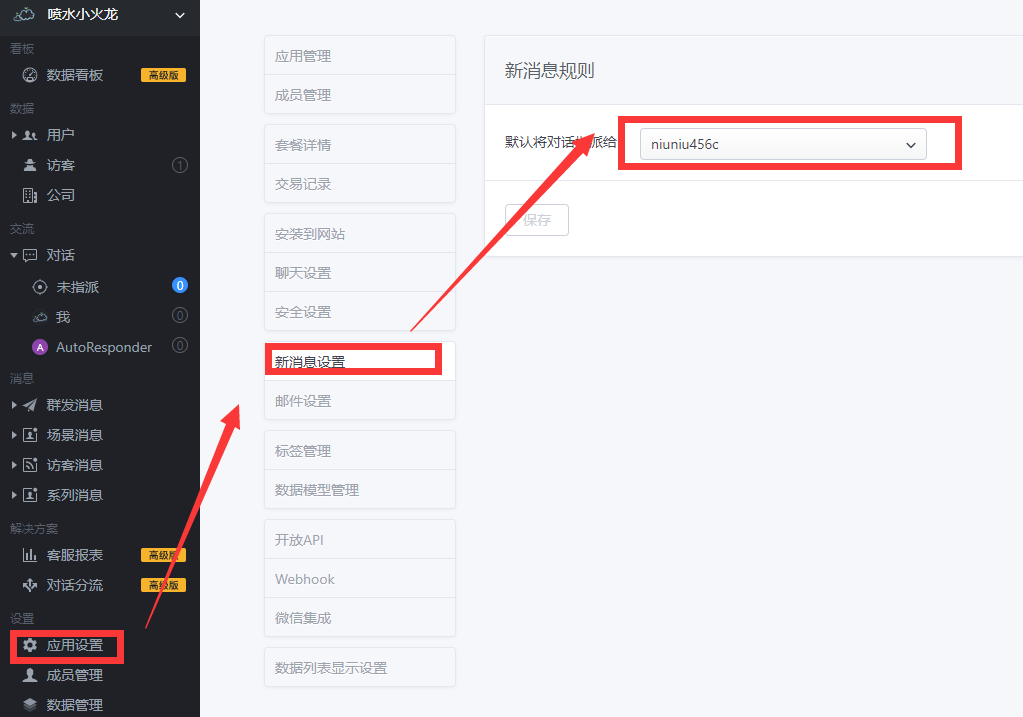 喷水小火龙
看板
数据看板 高级版
数据
用户
访客 1
公司
交流
对话
未指派 0
我 0
A AutoResponder 0
消息
群发消息
场景消息
访客消息
系列消息
解决方案
客服报表 高级版
对话分流 高级版
设置
应用设置
成员管理
数据管理
应用管理
成员管理
套餐详情
交易记录
安装到网站
聊天设置
安全设置
新消息设置
邮件设置
标签管理
数据模型管理
开放API
Webhook
微信集成
数据列表显示设置
新消息规则
默认将对话指派给 niuniu456c
保存